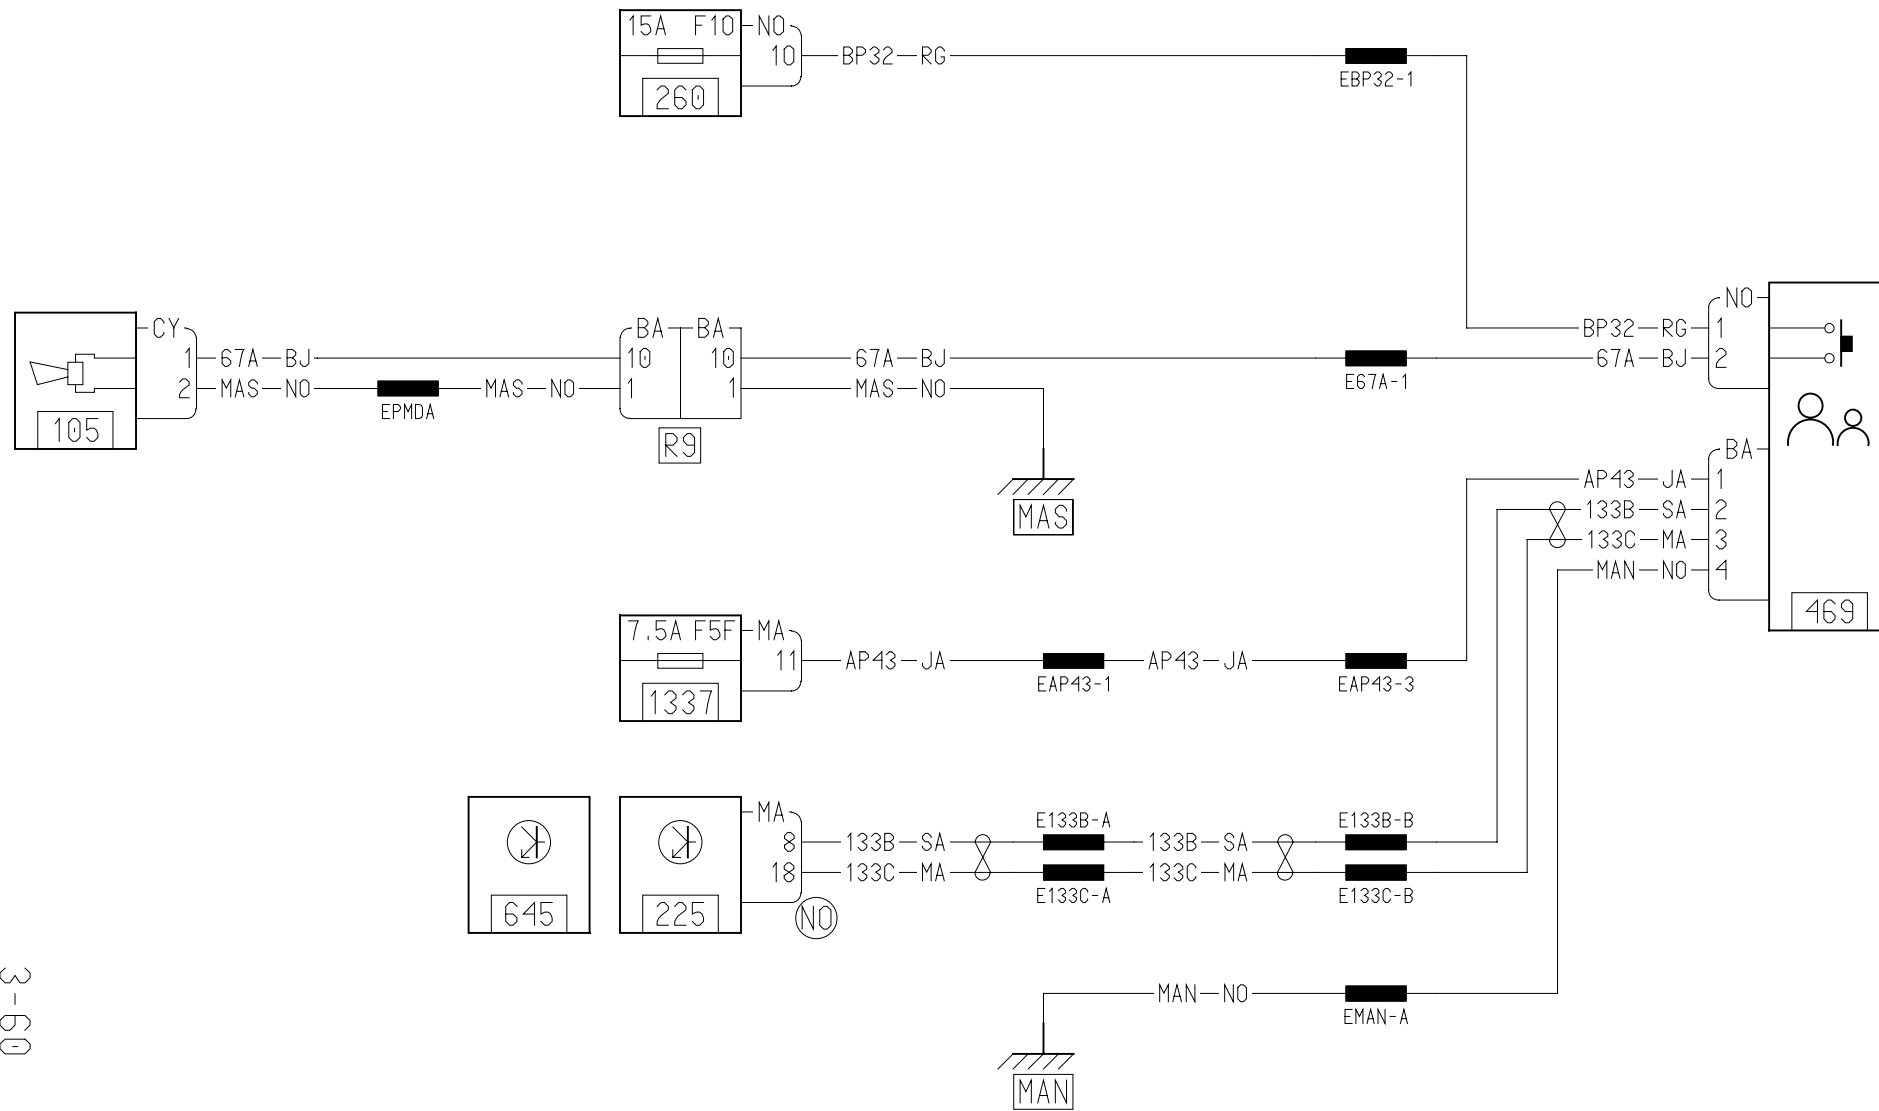 15A F10 NO
10 BP32 RG
EBP32-1
260
NO
BP32 RG 1
CY BA BA
1 67A BJ 10 10 67A BJ 67A BJ 2
E67A-1
2 MAS NO MAS NO 1 1 MAS NO
EPMDA
105
R9
BA
AP43 JA 1
MAS
133B SA 2
133C MA 3
MAN NO 4
469
7.5A F5F MA
11 AP43 JA AP43 JA
EAP43-1 EAP43-3
1337
MA
E133B-A E133B-B
8 133B SA 133B SA
18 133C MA 133C MA
E133C-A E133C-B
645 225 NO
3-60
MAN NO
EMAN-A
MAN